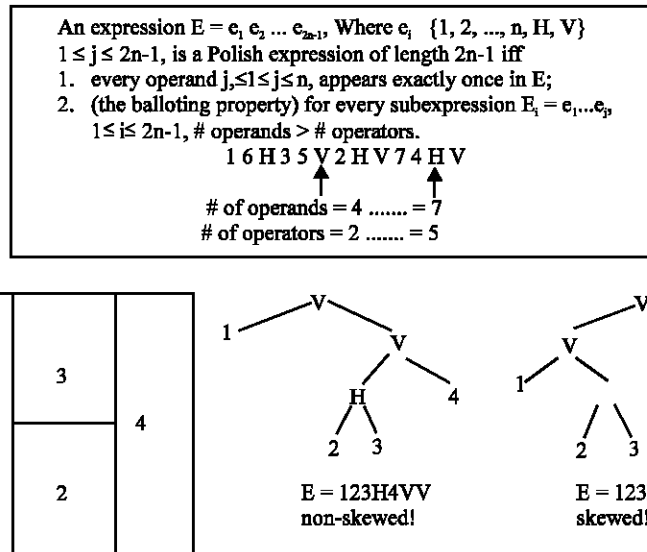 An expression E = e₁ e₂ ... e₂ₙ₋₁, Where eᵢ {1, 2, ..., n, H, V}
1 ≤ j ≤ 2n-1, is a Polish expression of length 2n-1 iff
1. every operand j,≤1≤j≤n, appears exactly once in E;
2. (the balloting property) for every subexpression Eᵢ = e₁...eⱼ,
1≤ i≤ 2n-1, # operands > # operators.
1 6 H 3 5 V 2 H V 7 4 H V
# of operands = 4 ....... = 7
# of operators = 2 ....... = 5
3
4
2
V
1
V
H
4
2 3
E = 123H4VV
non-skewed!
V
V
1
2 3
E = 123
skewed!